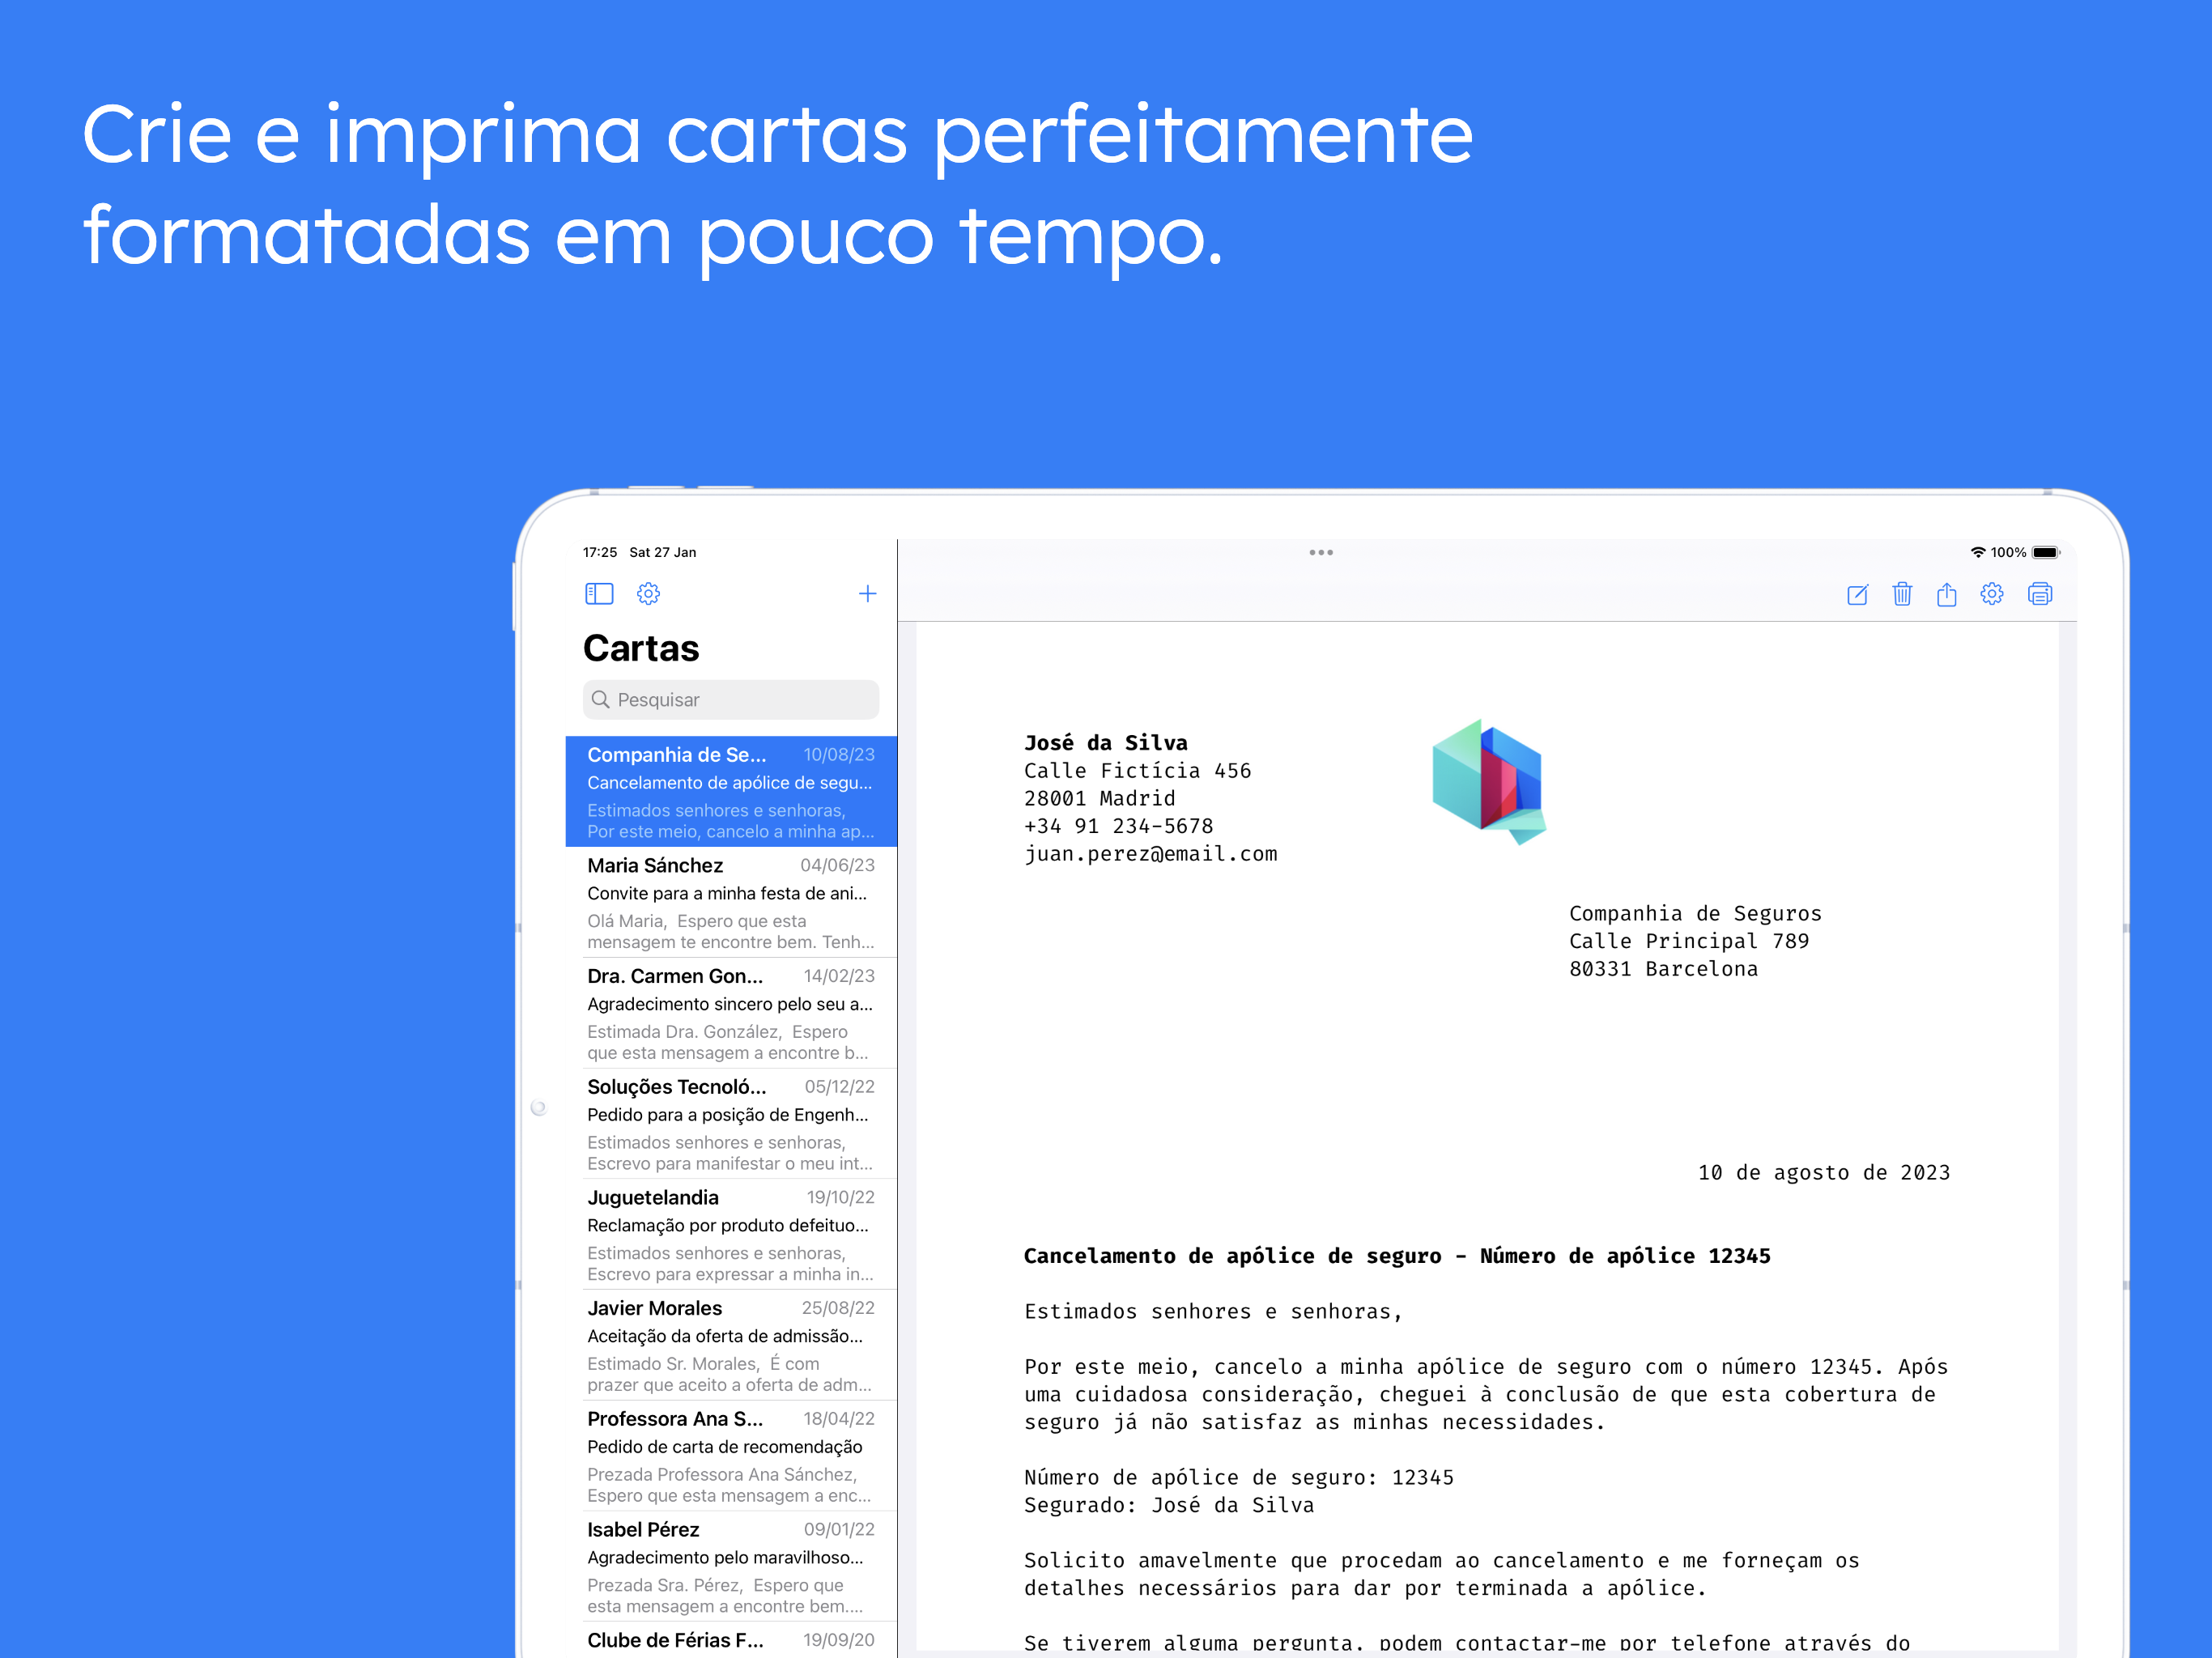 Crie e imprima cartas perfeitamente
formatadas em pouco tempo.
17:25 Sat 27 Jan
100%
Cartas
Pesquisar
Companhia de Se... 10/08/23
Cancelamento de apólice de segu...
Estimados senhores e senhoras,
Por este meio, cancelo a minha ap...
Maria Sánchez 04/06/23
Convite para a minha festa de ani...
Olá Maria, Espero que esta
mensagem te encontre bem. Tenh...
Dra. Carmen Gon... 14/02/23
Agradecimento sincero pelo seu a...
Estimada Dra. González, Espero
que esta mensagem a encontre b...
Soluções Tecnoló... 05/12/22
Pedido para a posição de Engenh...
Estimados senhores e senhoras,
Escrevo para manifestar o meu int...
Juguetelandia 19/10/22
Reclamação por produto defeituo...
Estimados senhores e senhoras,
Escrevo para expressar a minha in...
Javier Morales 25/08/22
Aceitação da oferta de admissão...
Estimado Sr. Morales, É com
prazer que aceito a oferta de adm...
Professora Ana S... 18/04/22
Pedido de carta de recomendação
Prezada Professora Ana Sánchez,
Espero que esta mensagem a enc...
Isabel Pérez 09/01/22
Agradecimento pelo maravilhoso...
Prezada Sra. Pérez, Espero que
esta mensagem a encontre bem....
Clube de Férias F... 19/09/20
José da Silva
Calle Fictícia 456
28001 Madrid
+34 91 234-5678
juan.perez@email.com
Companhia de Seguros
Calle Principal 789
80331 Barcelona
10 de agosto de 2023
Cancelamento de apólice de seguro - Número de apólice 12345
Estimados senhores e senhoras,
Por este meio, cancelo a minha apólice de seguro com o número 12345. Após
uma cuidadosa consideração, cheguei à conclusão de que esta cobertura de
seguro já não satisfaz as minhas necessidades.
Número de apólice de seguro: 12345
Segurado: José da Silva
Solicito amavelmente que procedam ao cancelamento e me forneçam os
detalhes necessários para dar por terminada a apólice.
Se tiverem alguma pergunta, podem contactar-me por telefone através do